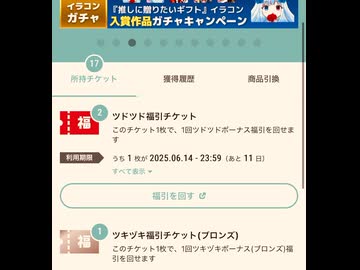 イラコン
ガチャ
『推しに贈りたいギフト』イラコン
入賞作品ガチャキャンペーン
17
所持チケット
獲得履歴
商品引換
2
福
ツドツド福引チケット
このチケット1枚で、1回ツドツドボーナス福引を回せます
利用期限
うち1枚が 2025.06.14 - 23:59（あと 11 日）
すべて表示
福引を回す
1
福
ツキヅキ福引チケット(ブロンズ)
このチケット1枚で、1回ツキヅキボーナス(ブロンズ)福
引を回せます